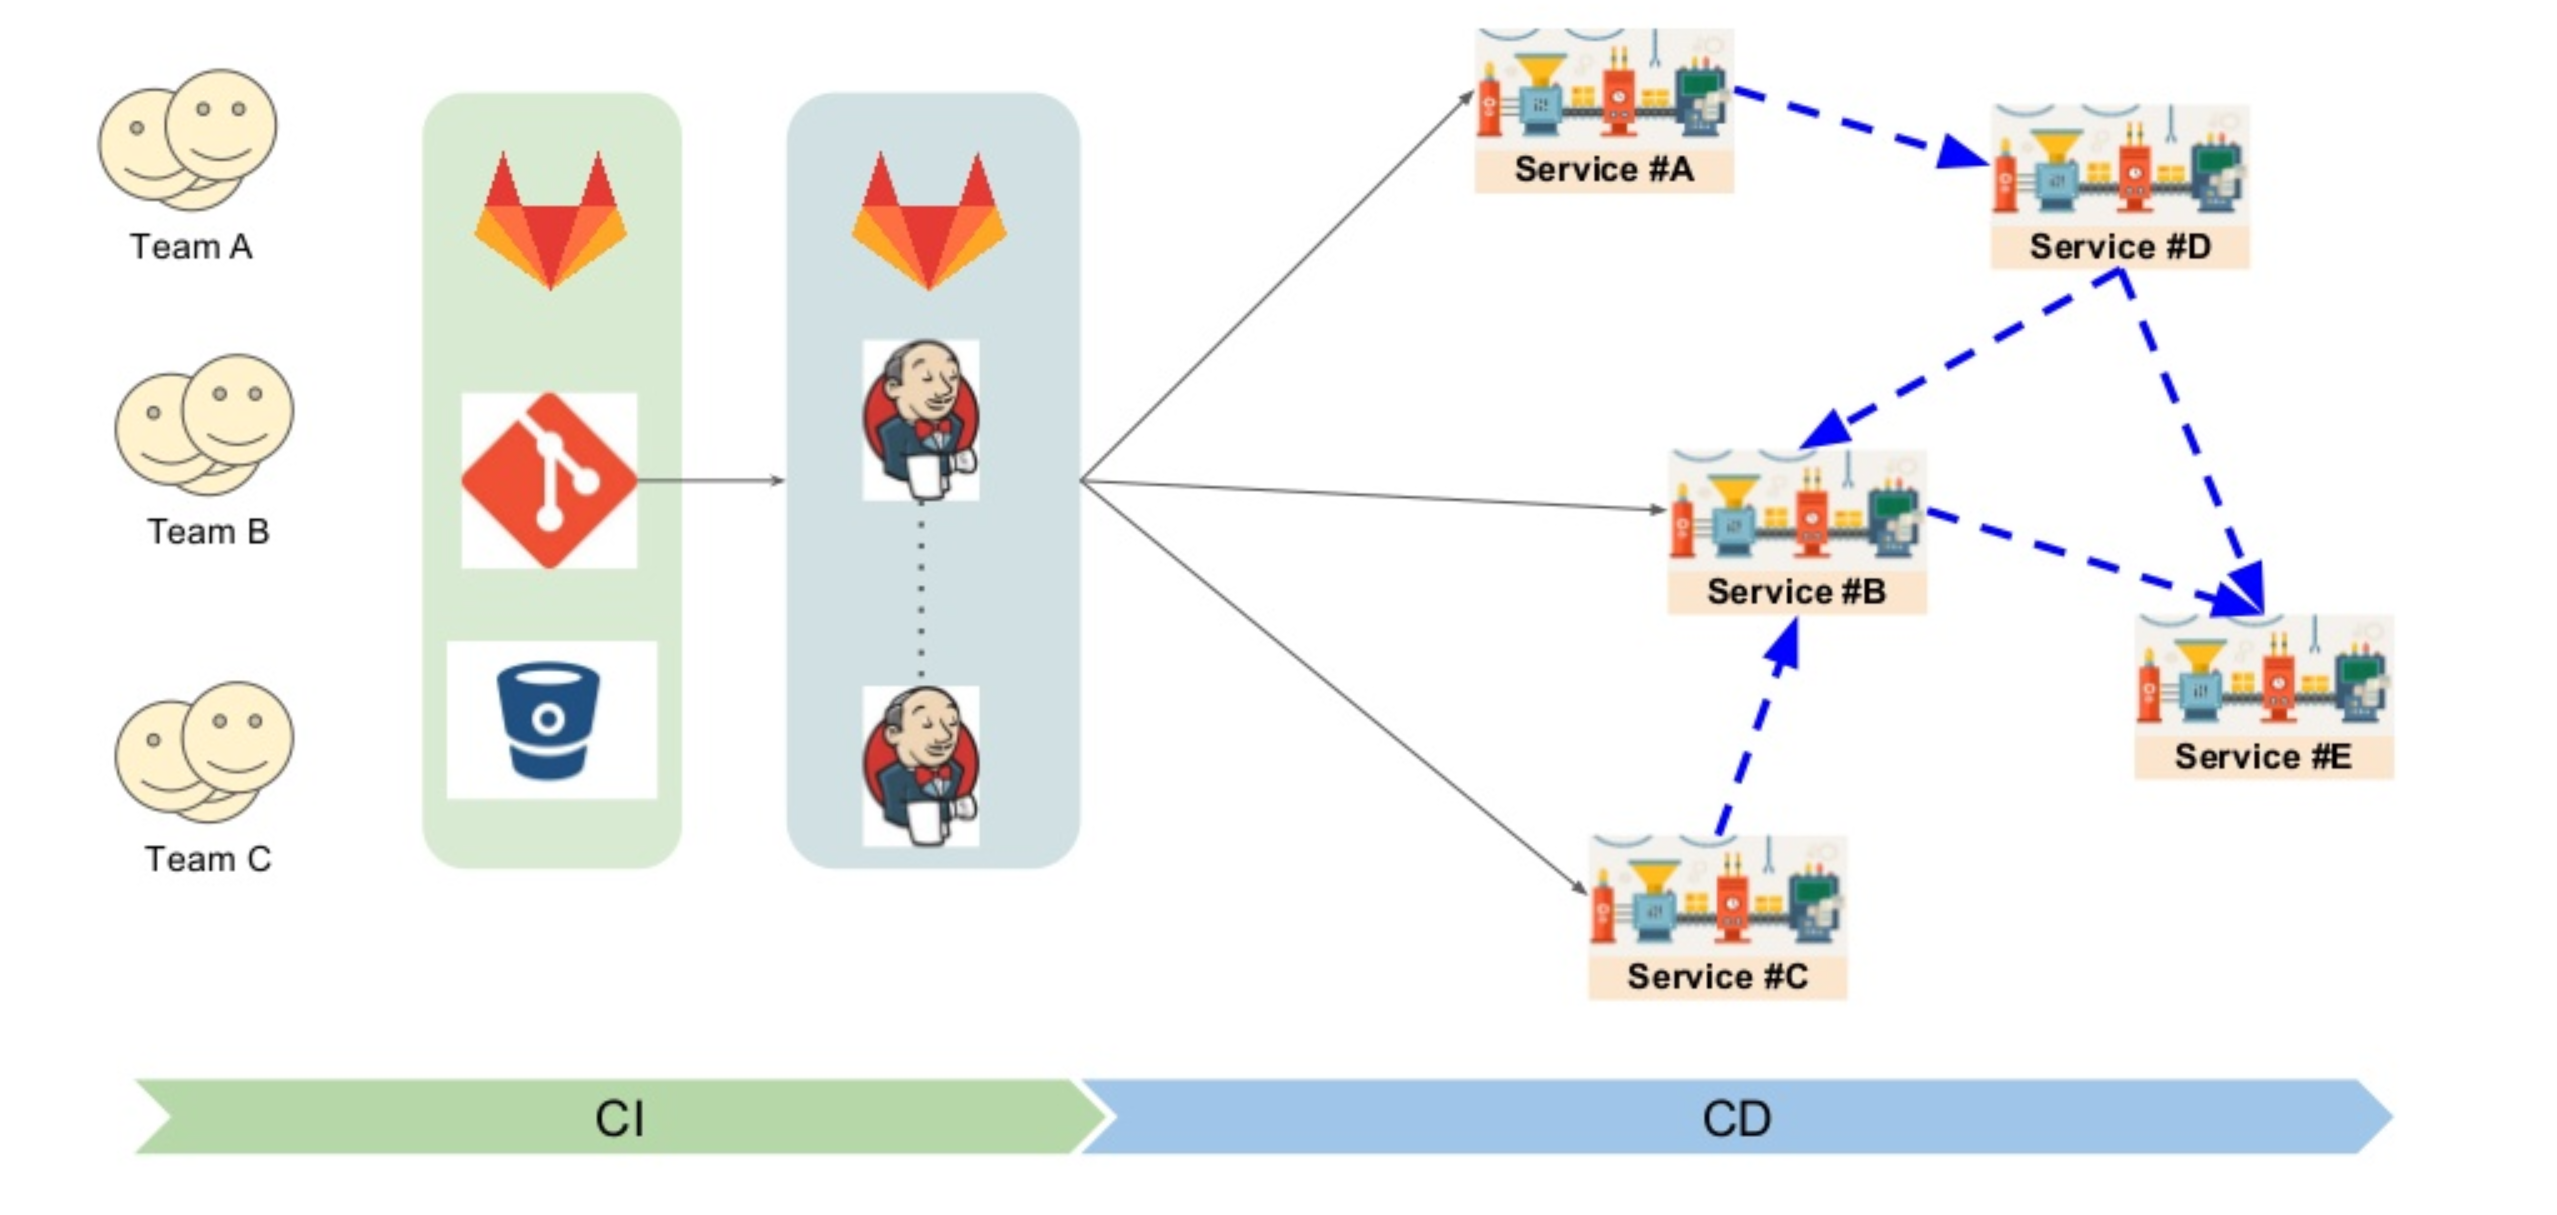 Team A
Team B
Team C
Service #A
Service #D
Service #B
Service #E
Service #C
CI
CD